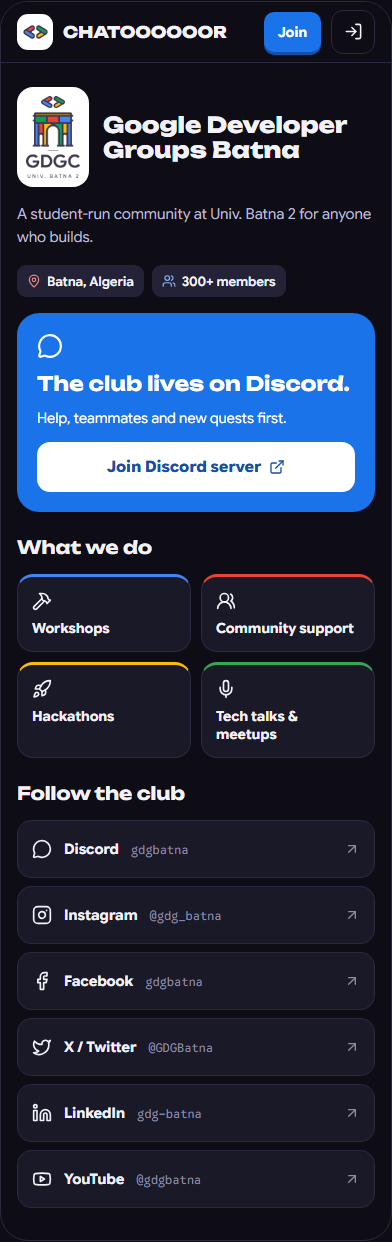 CHATOOOOOOR
Join
GDGC
UNIV. BATNA 2
Google Developer
Groups Batna
A student-run community at Univ. Batna 2 for anyone
who builds.
Batna, Algeria
300+ members
The club lives on Discord.
Help, teammates and new quests first.
Join Discord server
What we do
Workshops
Community support
Hackathons
Tech talks &
meetups
Follow the club
Discord gdgbatna
Instagram @gdg_batna
Facebook gdgbatna
X / Twitter @GDGBatna
LinkedIn gdg-batna
YouTube @gdgbatna